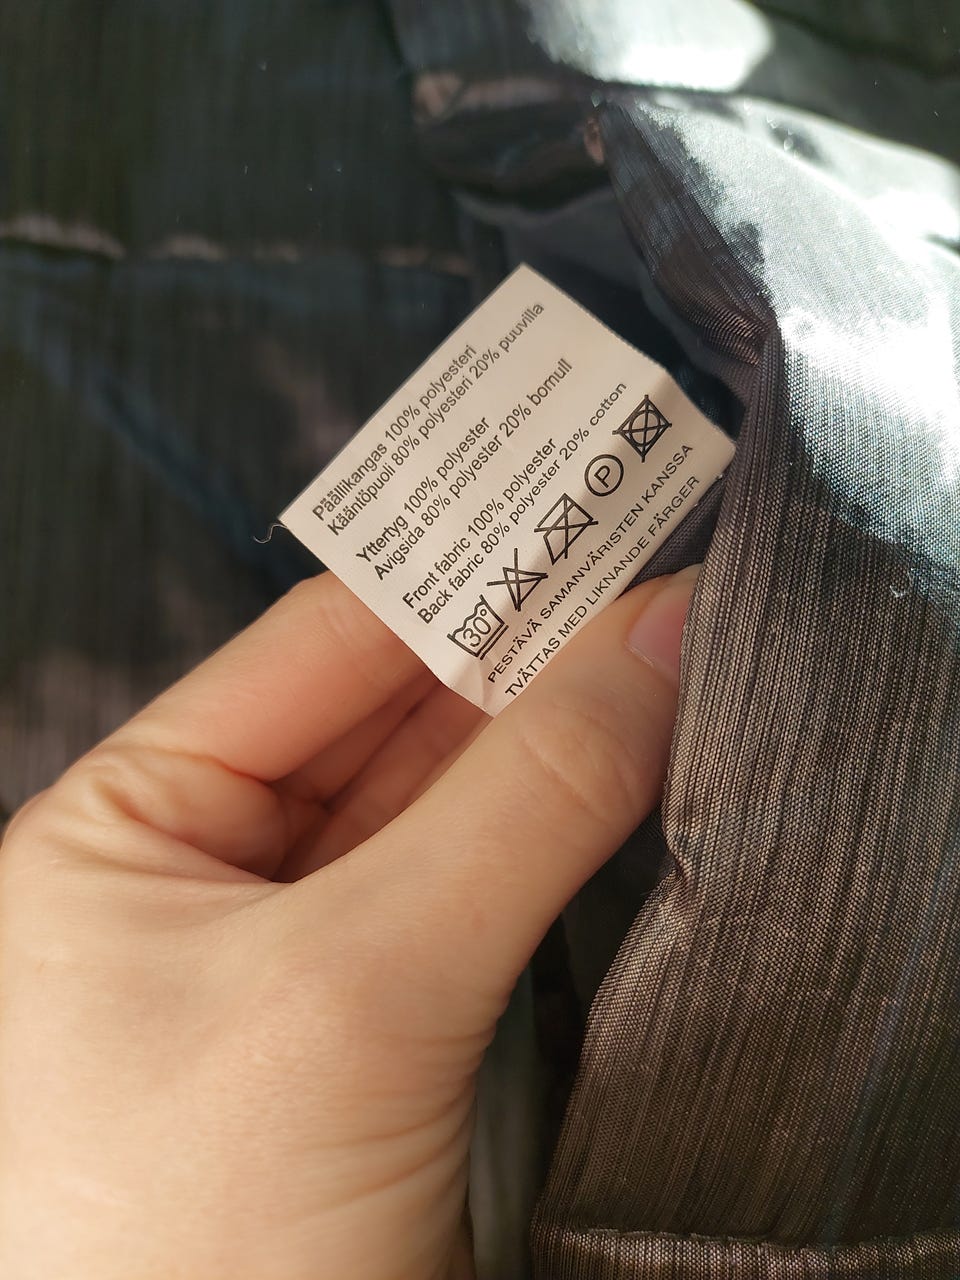 Päällikangas 100% polyesteri
Kääntöpuoli 80% polyesteri 20% puuvilla
Yttertyg 100% polyester
Avigsida 80% polyester 20% bomull
Front fabric 100% polyester
Back fabric 80% polyester 20% cotton
30° P
PESTÄVÄ SAMANVÄRISTEN KANSSA
TVÄTTAS MED LIKNANDE FÄRGER